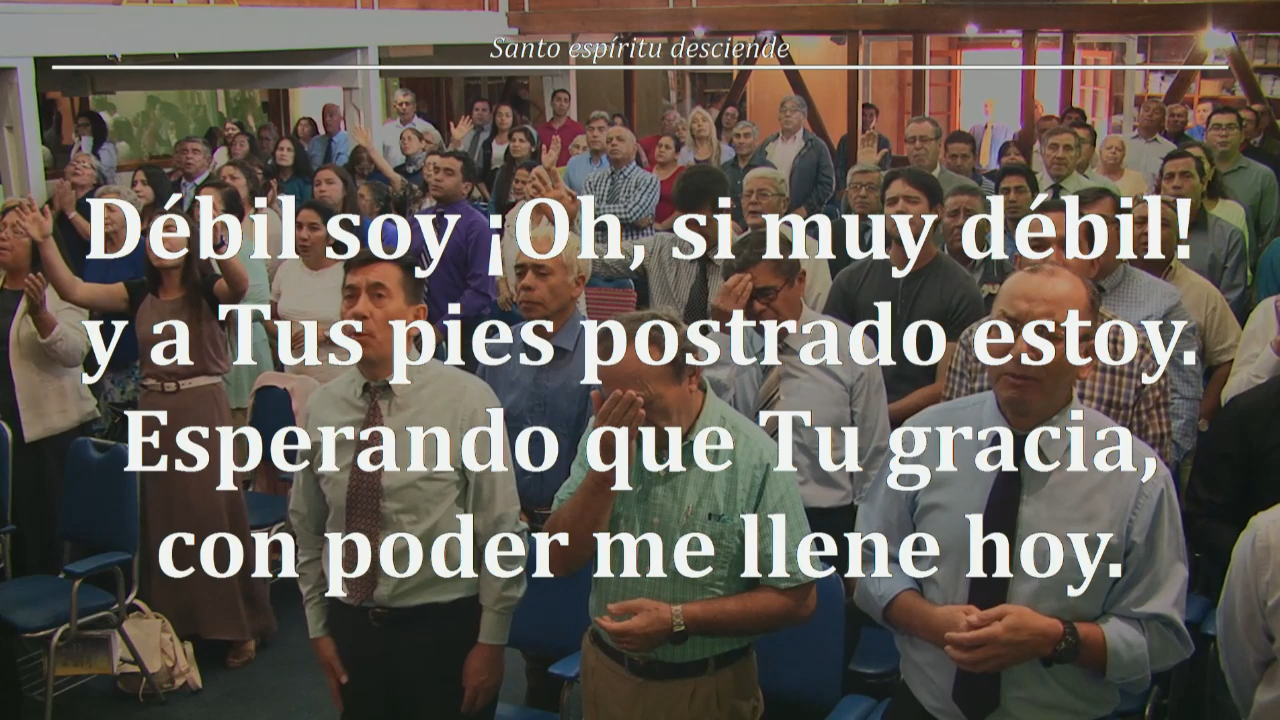 Santo espíritu desciende
Débil soy ¡Oh, si muy débil!
y a Tus pies postrado estoy.
Esperando que Tu gracia,
con poder me llene hoy.